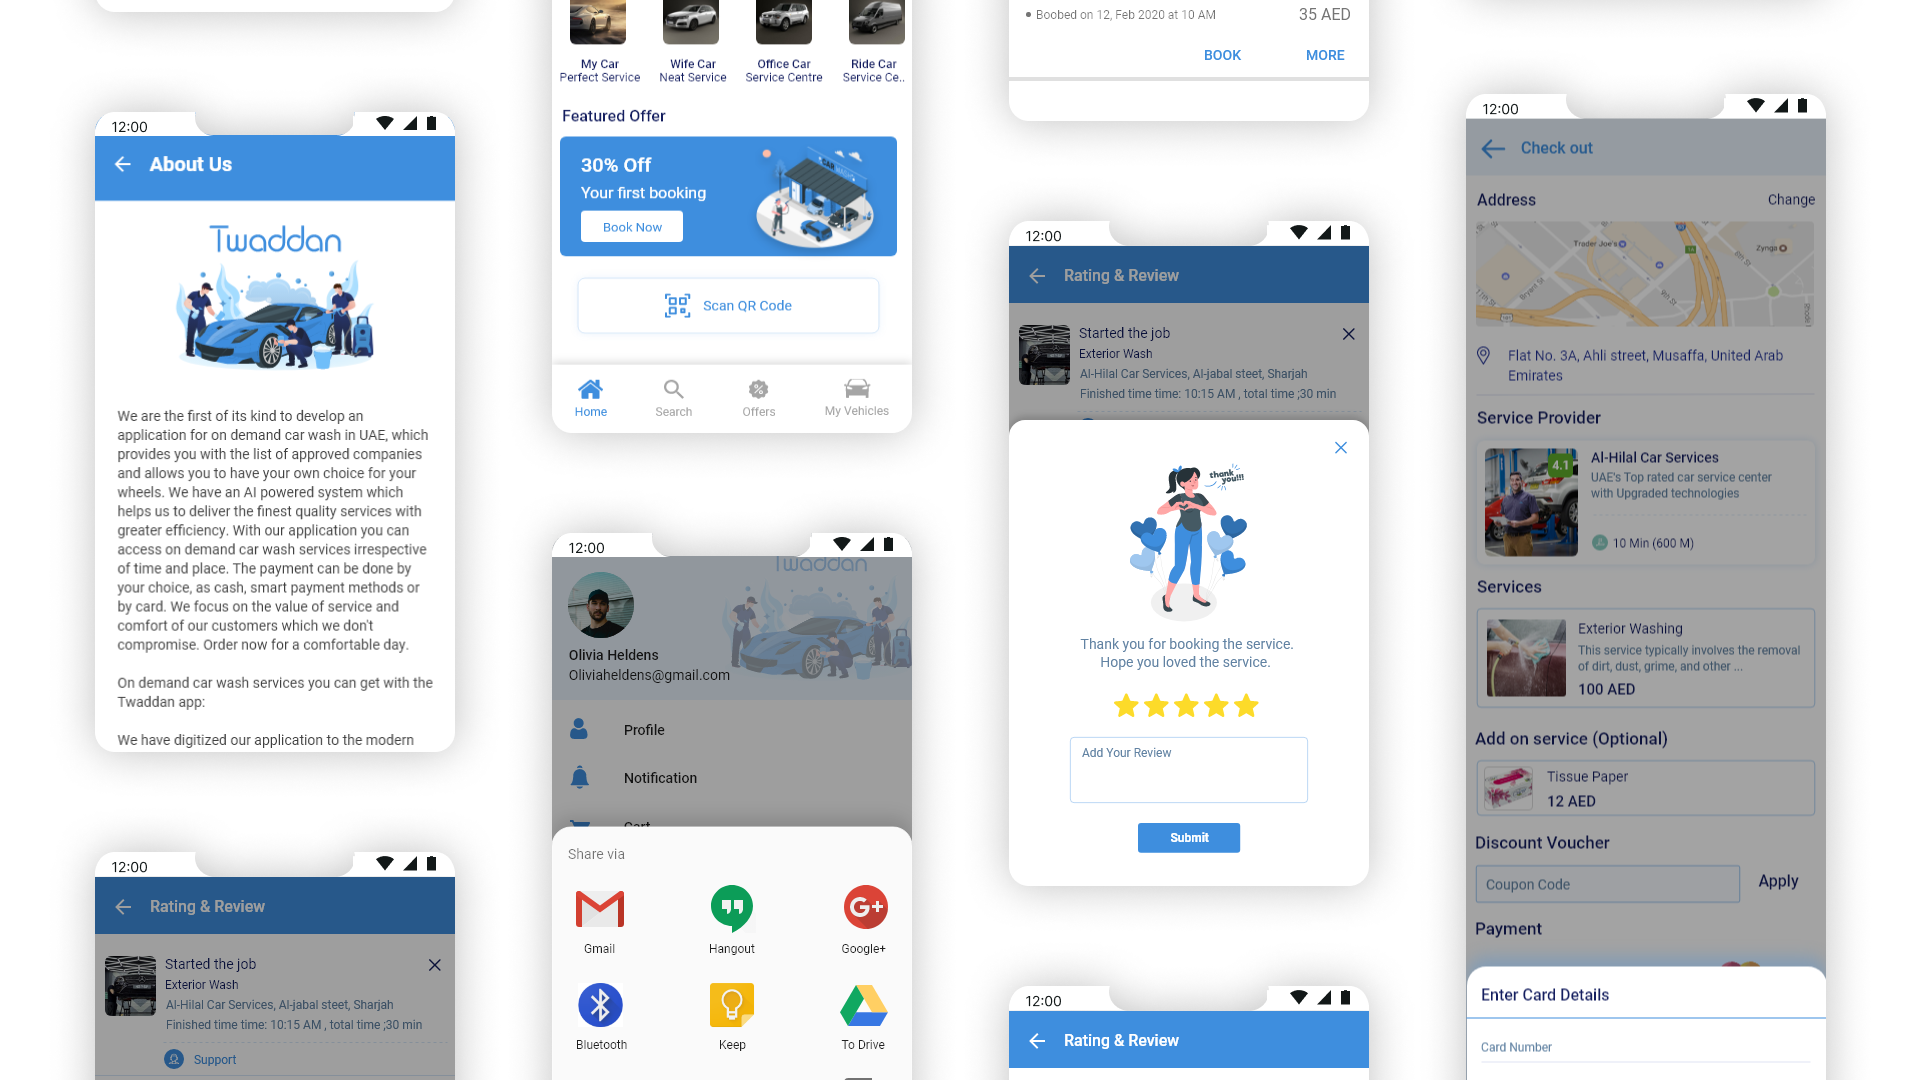 12:00
About Us
Twaddan
We are the first of its kind to develop an
application for on demand car wash in UAE, which
provides you with the list of approved companies
and allows you to have your own choice for your
wheels. We have an AI powered system which
helps us to deliver the finest quality services with
greater efficiency. With our application you can
access on demand car wash services irrespective
of time and place. The payment can be done by
your choice, as cash, smart payment methods or
by card. We focus on the value of service and
comfort of our customers which we don't
compromise. Order now for a comfortable day.
On demand car wash services you can get with the
Twaddan app:
We have digitized our application to the modern
12:00
Rating & Review
Started the job
Exterior Wash
Al-Hilal Car Services, Al-jabal steet, Sharjah
Finished time time: 10:15 AM , total time ;30 min
Support
My Car
Perfect Service
Wife Car
Neat Service
Office Car
Service Centre
Ride Car
Service Ce..
Featured Offer
30% Off
Your first booking
Book Now
CAR WASH
Scan QR Code
Home
Search
Offers
My Vehicles
12:00
Twaddan
Olivia Heldens
Oliviaheldens@gmail.com
Profile
Notification
Cart
Share via
Gmail
Hangout
Google+
Bluetooth
Keep
To Drive
Boobed on 12, Feb 2020 at 10 AM
35 AED
BOOK
MORE
12:00
Rating & Review
Started the job
Exterior Wash
Al-Hilal Car Services, Al-jabal steet, Sharjah
Finished time time: 10:15 AM , total time ;30 min
thank
you!!!
Thank you for booking the service.
Hope you loved the service.
Add Your Review
Submit
12:00
Rating & Review
12:00
Check out
Address
Change
Trader Joe's
Zynga
Bryant St
Flat No. 3A, Ahli street, Musaffa, United Arab
Emirates
Service Provider
4.1
Al-Hilal Car Services
UAE's Top rated car service center
with Upgraded technologies
10 Min (600 M)
Services
Exterior Washing
This service typically involves the removal
of dirt, dust, grime, and other ...
100 AED
Add on service (Optional)
Tissue Paper
12 AED
Discount Voucher
Coupon Code
Apply
Payment
Enter Card Details
Card Number